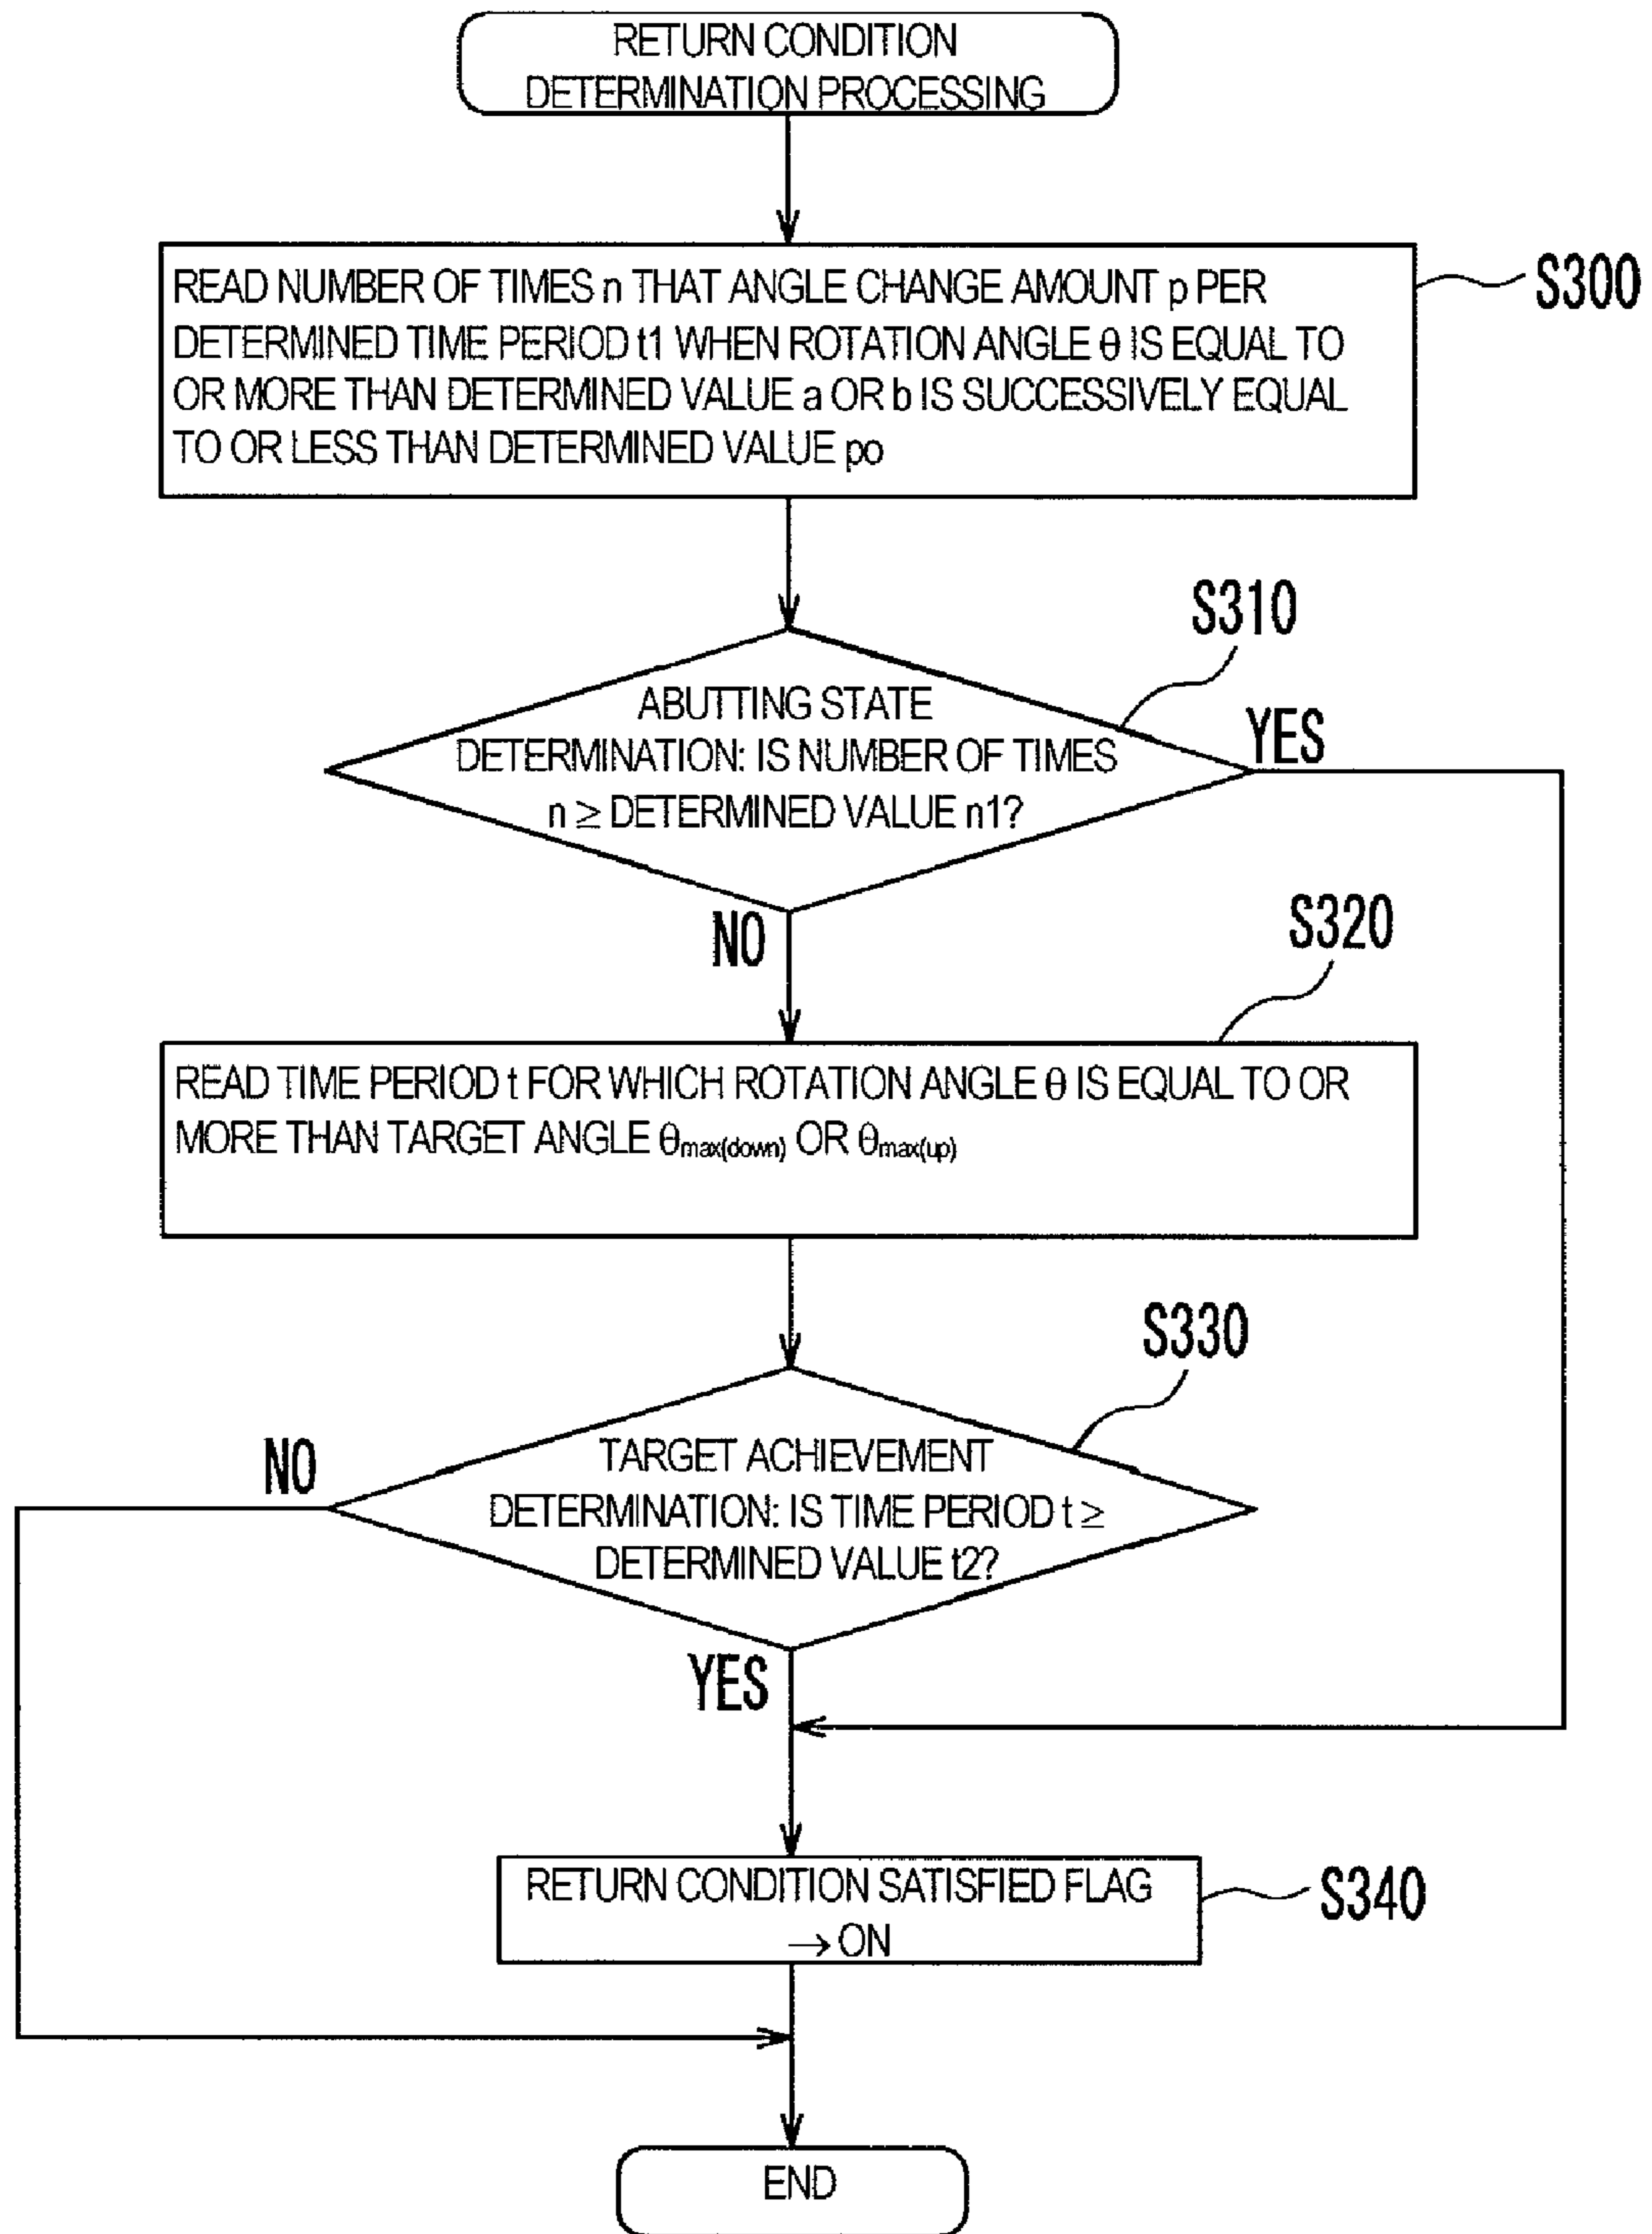 RETURN CONDITION
DETERMINATION PROCESSING
READ NUMBER OF TIMES n THAT ANGLE CHANGE AMOUNT p PER
DETERMINED TIME PERIOD t1 WHEN ROTATION ANGLE θ IS EQUAL TO
OR MORE THAN DETERMINED VALUE a OR b IS SUCCESSIVELY EQUAL
TO OR LESS THAN DETERMINED VALUE po
S300
S310
ABUTTING STATE
DETERMINATION: IS NUMBER OF TIMES
n ≥ DETERMINED VALUE n1?
YES
NO
S320
READ TIME PERIOD t FOR WHICH ROTATION ANGLE θ IS EQUAL TO OR
MORE THAN TARGET ANGLE θmax(down) OR θmax(up)
S330
NO
TARGET ACHIEVEMENT
DETERMINATION: IS TIME PERIOD t ≥
DETERMINED VALUE t2?
YES
RETURN CONDITION SATISFIED FLAG
→ ON
S340
END